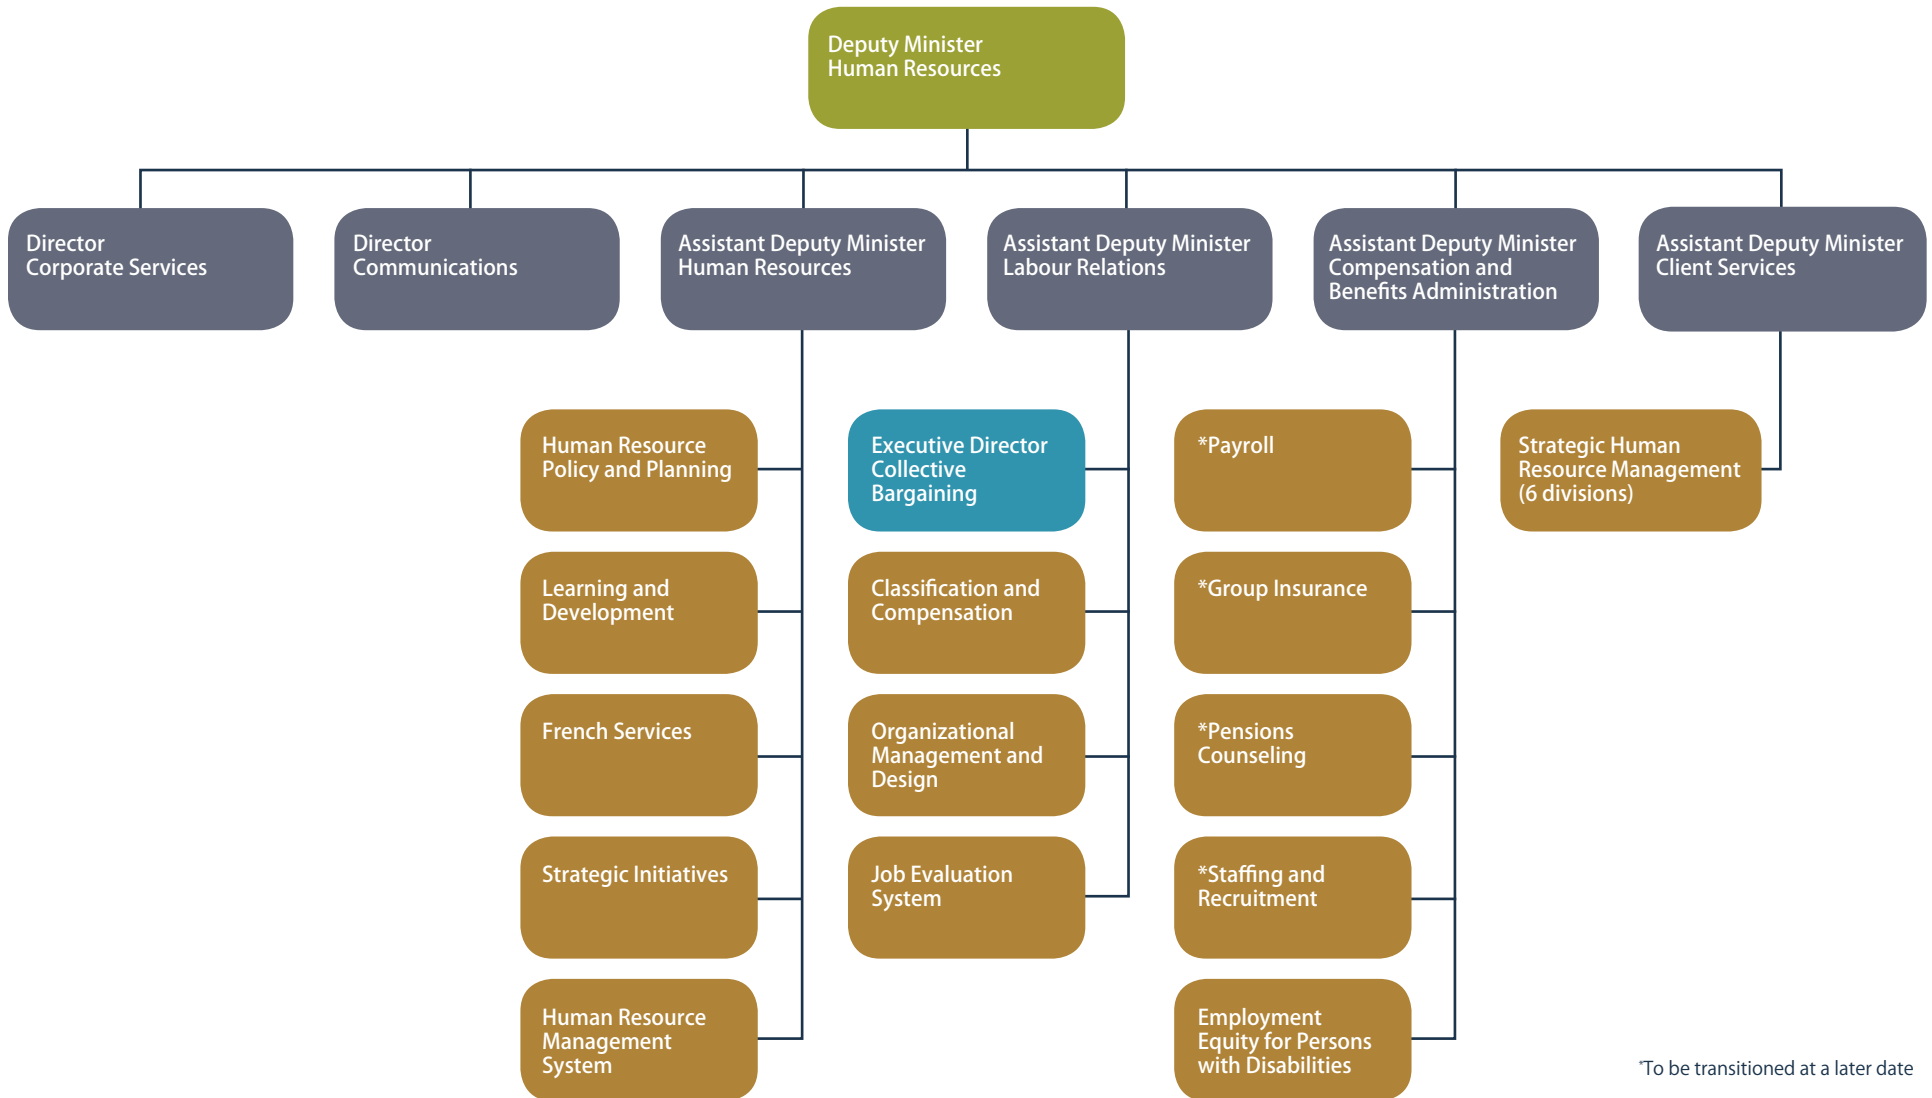 Deputy Minister
Human Resources
Director
Corporate Services
Director
Communications
Assistant Deputy Minister
Human Resources
Assistant Deputy Minister
Labour Relations
Assistant Deputy Minister
Compensation and
Benefits Administration
Assistant Deputy Minister
Client Services
Human Resource
Policy and Planning
Learning and
Development
French Services
Strategic Initiatives
Human Resource
Management
System
Executive Director
Collective
Bargaining
Classification and
Compensation
Organizational
Management and
Design
Job Evaluation
System
*Payroll
*Group Insurance
*Pensions
Counseling
*Staffing and
Recruitment
Employment
Equity for Persons
with Disabilities
Strategic Human
Resource Management
(6 divisions)
*To be transitioned at a later date